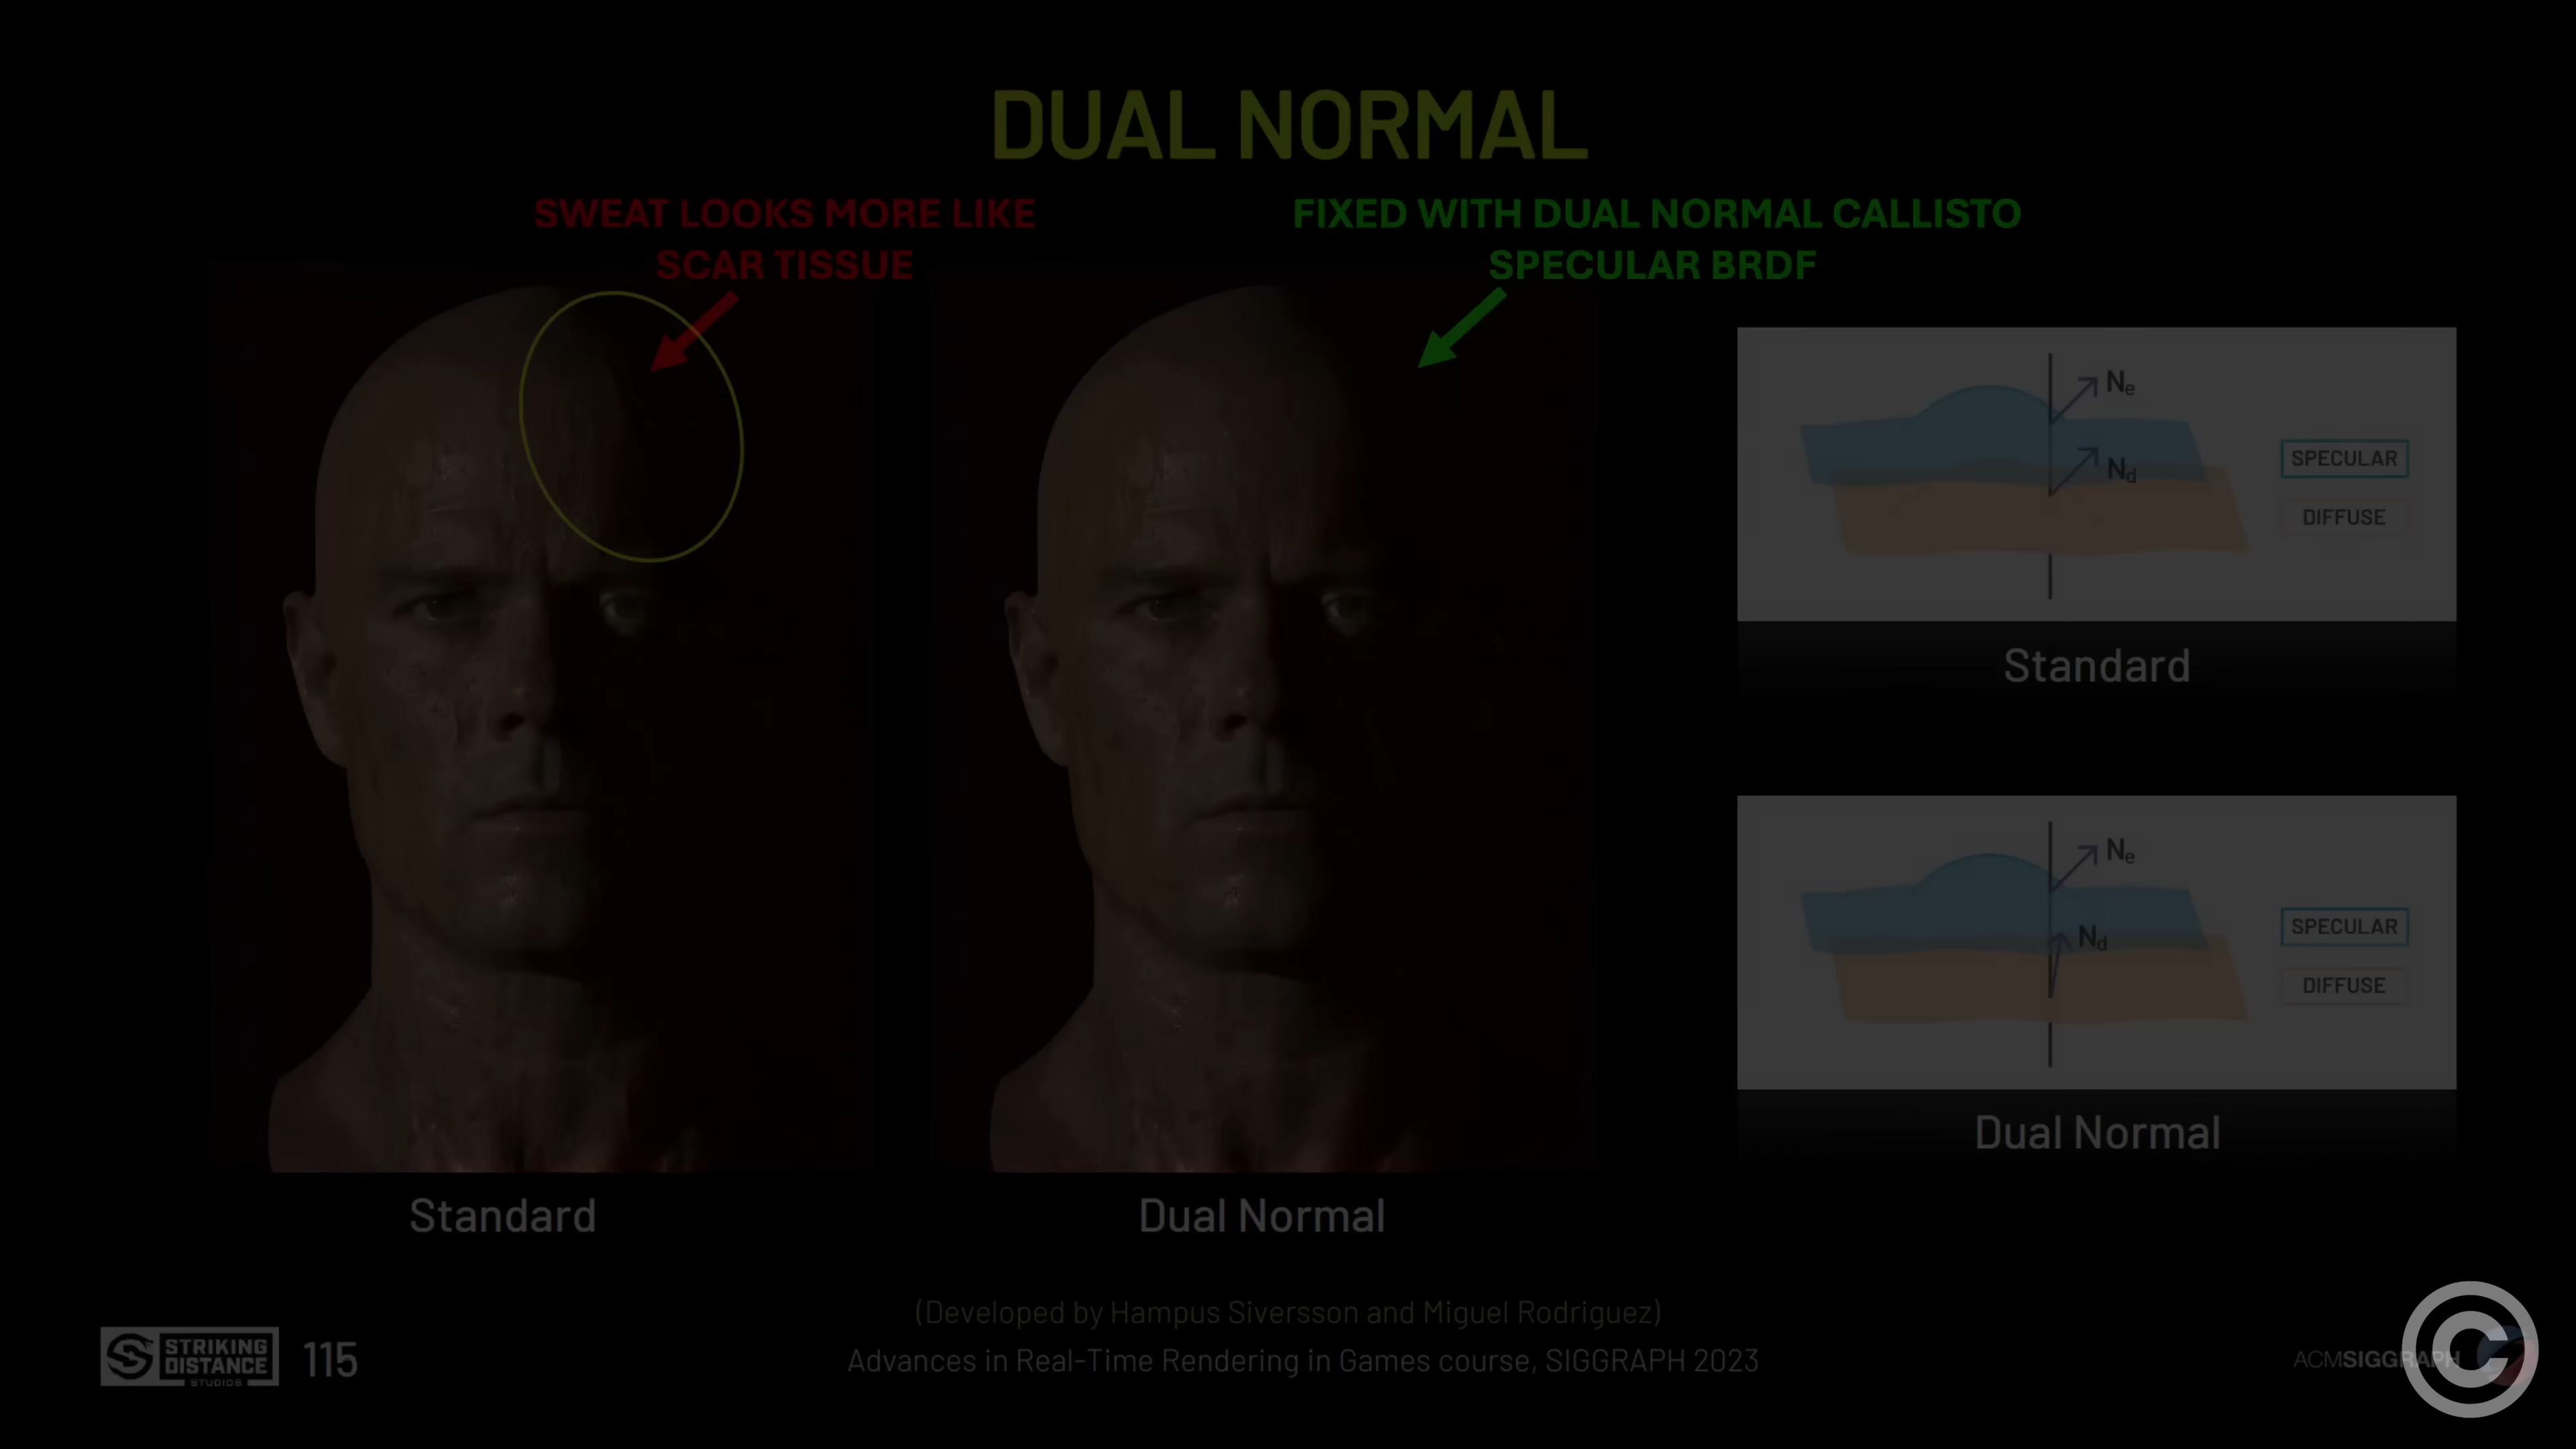 DUAL NORMAL
SWEAT LOOKS MORE LIKE
SCAR TISSUE
FIXED WITH DUAL NORMAL CALLISTO
SPECULAR BRDF
Ne
Nd
SPECULAR
DIFFUSE
Standard
Ne
Nd
SPECULAR
DIFFUSE
Dual Normal
Standard
Dual Normal
(Developed by Hampus Siversson and Miguel Rodriguez)
Advances in Real-Time Rendering in Games course, SIGGRAPH 2023
STRIKING
DISTANCE
STUDIOS
115
ACMSIGGRAPH
©